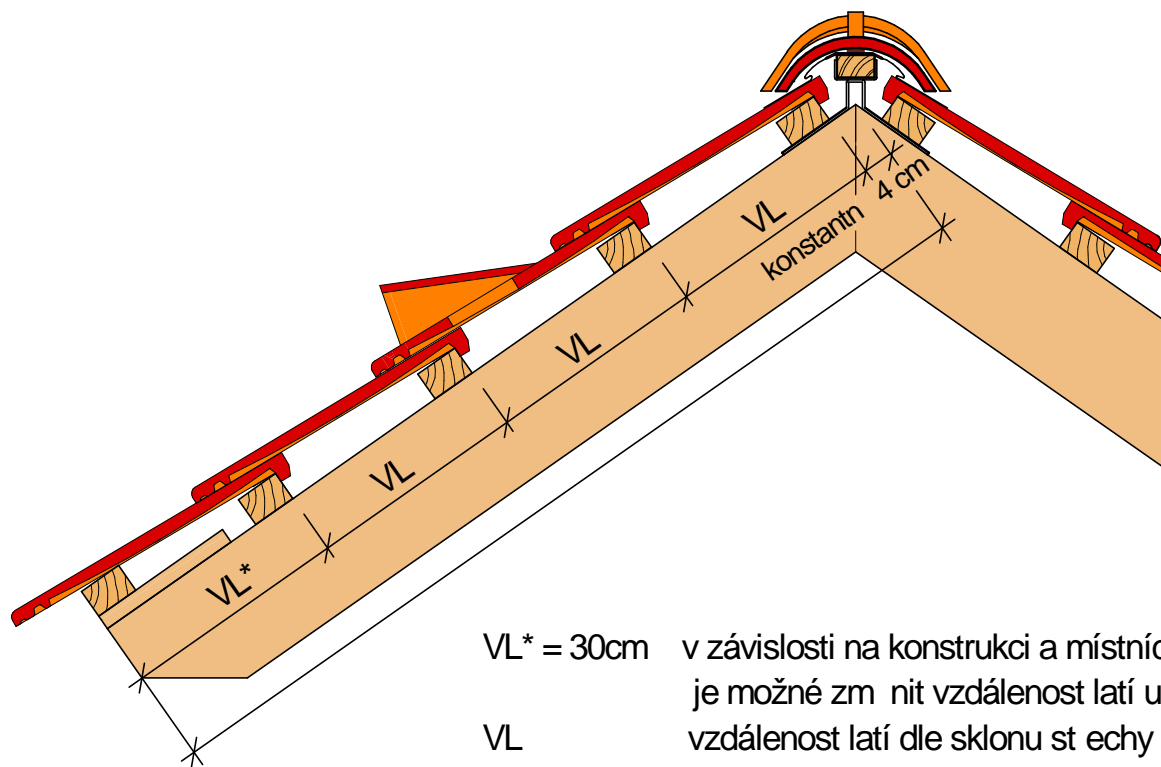 VL
4 cm
konstantn
VL
VL
VL*
VL* = 30cm v závislosti na konstrukci a místníc
je možné zm nit vzdálenost latí u
VL vzdálenost latí dle sklonu st echy